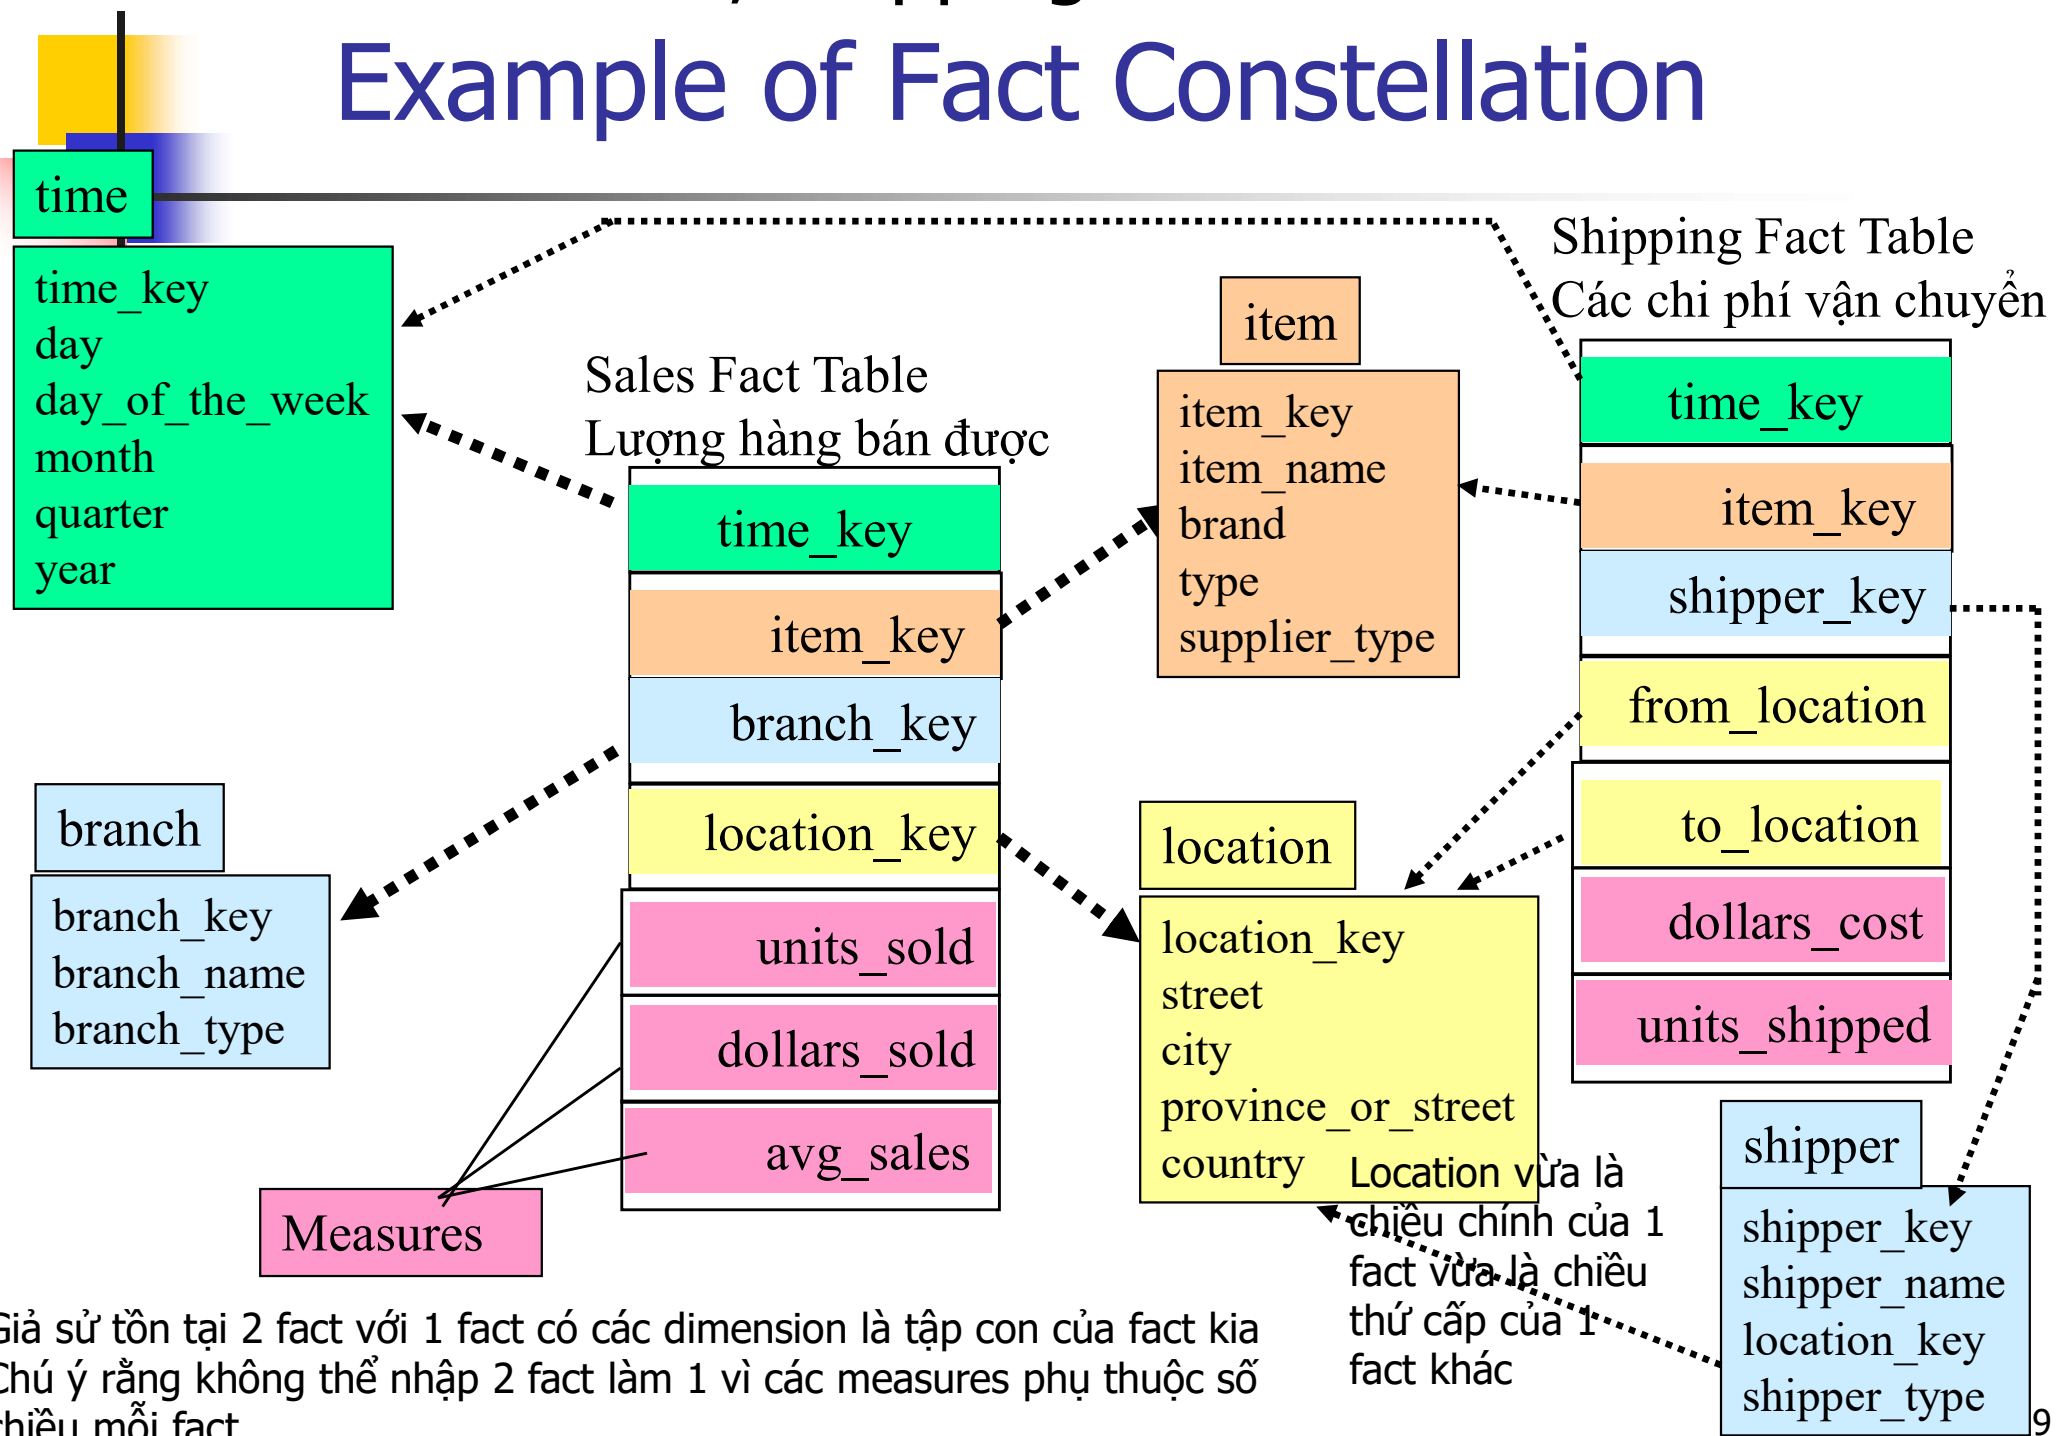 Example of Fact Constellation
time
time_key
day
day_of_the_week
month
quarter
year
Sales Fact Table
Lượng hàng bán được
time_key
item_key
branch_key
location_key
units_sold
dollars_sold
avg_sales
Measures
branch
branch_key
branch_name
branch_type
item
item_key
item_name
brand
type
supplier_type
location
location_key
street
city
province_or_street
country
Shipping Fact Table
Các chi phí vận chuyển
time_key
item_key
shipper_key
from_location
to_location
dollars_cost
units_shipped
shipper
shipper_key
shipper_name
location_key
shipper_type
Location vừa là
chiều chính của 1
fact vừa là chiều
thứ cấp của 1
fact khác
Giả sử tồn tại 2 fact với 1 fact có các dimension là tập con của fact kia
Chú ý rằng không thể nhập 2 fact làm 1 vì các measures phụ thuộc số
chiều mỗi fact
9